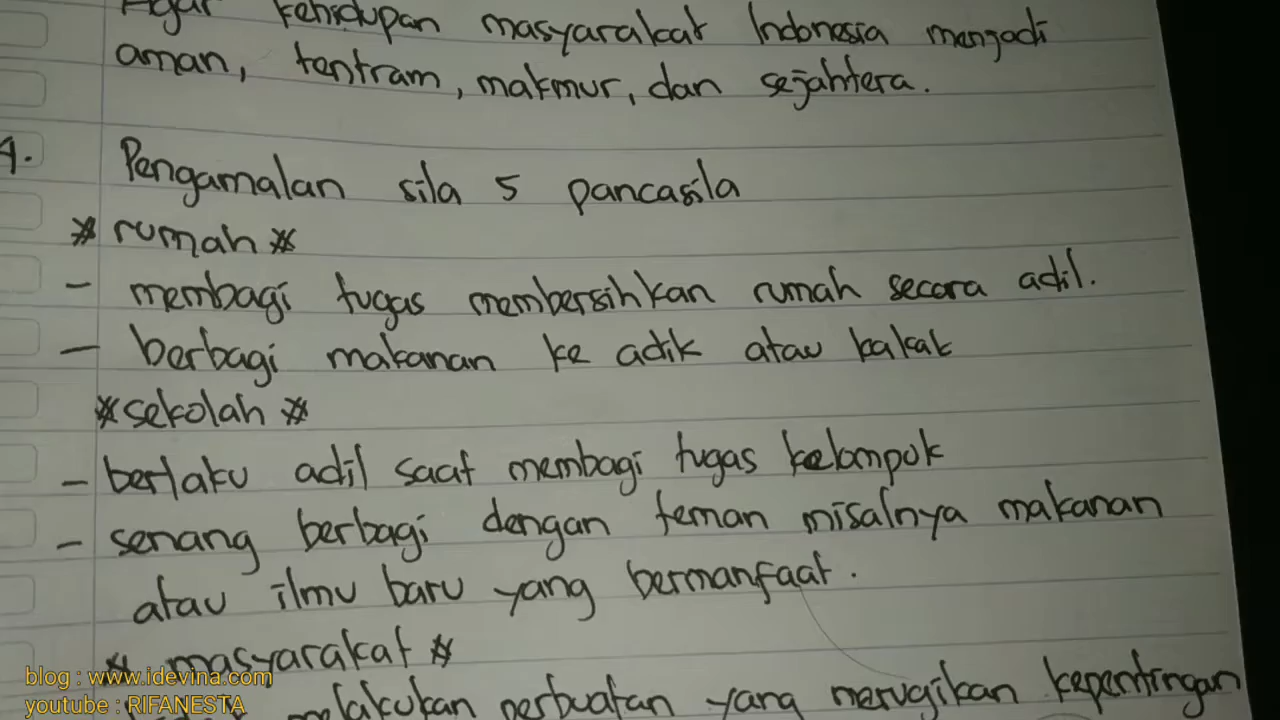 Agar kehidupan masyarakat Indonesia mengadi
aman, tentram, makmur, dan sejahtera.
4. Pengamalan sila 5 pancasila
* rumah *
- membagi tugas membersihkan rumah secara adil.
- berbagi makanan ke adik atau kakak
* sekolah *
- berlaku adil saat membagi tugas kelompok
- senang berbagi dengan teman misalnya makanan
atau ilmu baru yang bermanfaat.
* masyarakat *
melakukan perbuatan yang merugikan kepentingan
blog : www.idevina.com
youtube : RIFANESTA